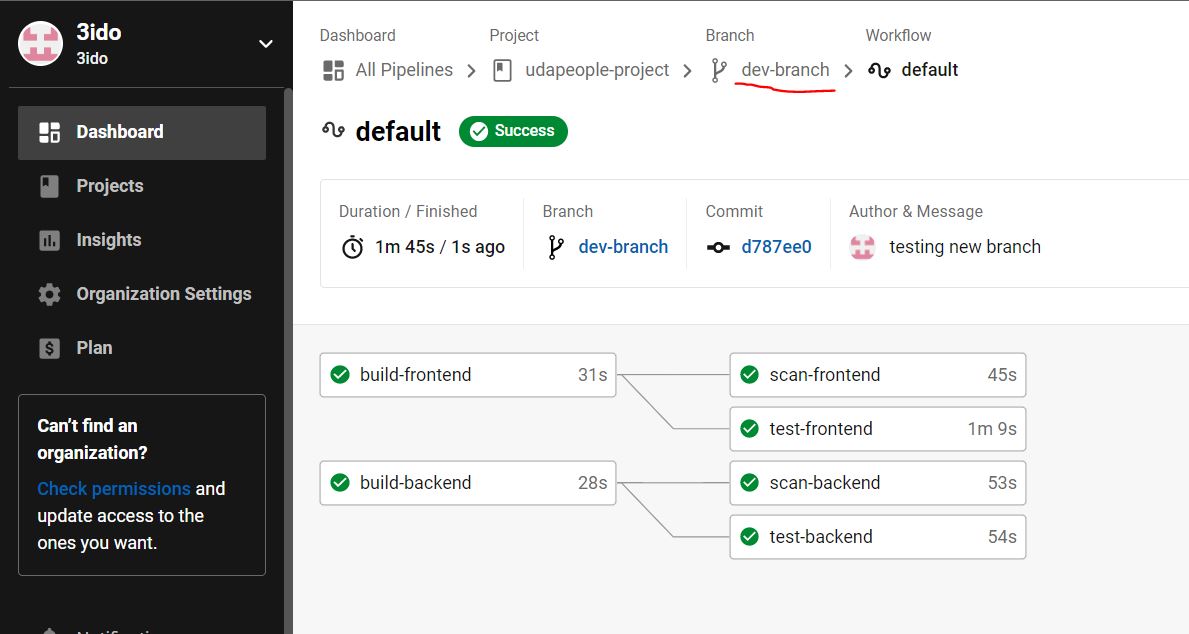 3ido
3ido
Dashboard
Projects
Insights
Organization Settings
Plan
Can't find an
organization?
Check permissions and
update access to the
ones you want.
Dashboard Project Branch Workflow
All Pipelines udapeople-project dev-branch default
default Success
Duration / Finished Branch Commit Author & Message
1m 45s / 1s ago dev-branch d787ee0 testing new branch
build-frontend 31s scan-frontend 45s
test-frontend 1m 9s
build-backend 28s scan-backend 53s
test-backend 54s